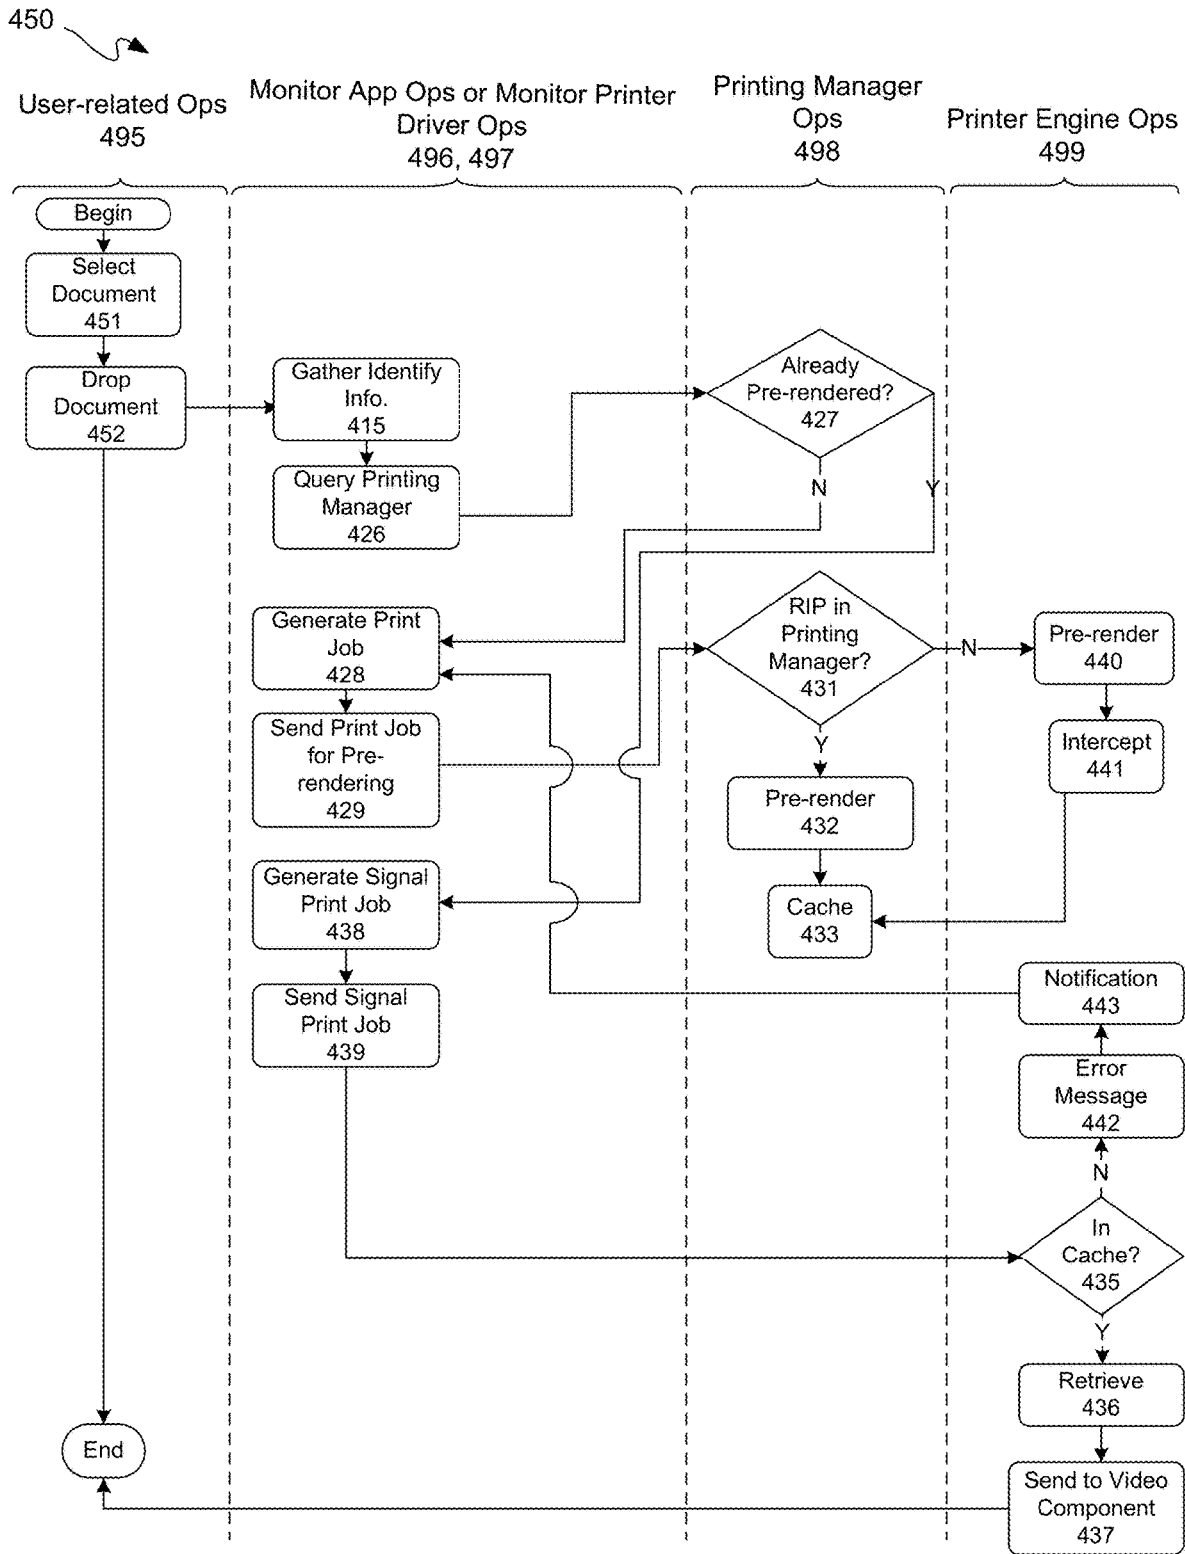 450
User-related Ops
495
Monitor App Ops or Monitor Printer
Driver Ops
496, 497
Printing Manager
Ops
498
Printer Engine Ops
499
Begin
Select
Document
451
Drop
Document
452
Gather Identify
Info.
415
Query Printing
Manager
426
Already
Pre-rendered?
427
N
Y
Generate Print
Job
428
Send Print Job
for Pre-
rendering
429
RIP in
Printing
Manager?
431
N
Y
Pre-render
440
Intercept
441
Pre-render
432
Cache
433
Generate Signal
Print Job
438
Send Signal
Print Job
439
Notification
443
Error
Message
442
N
In
Cache?
435
Y
Retrieve
436
Send to Video
Component
437
End